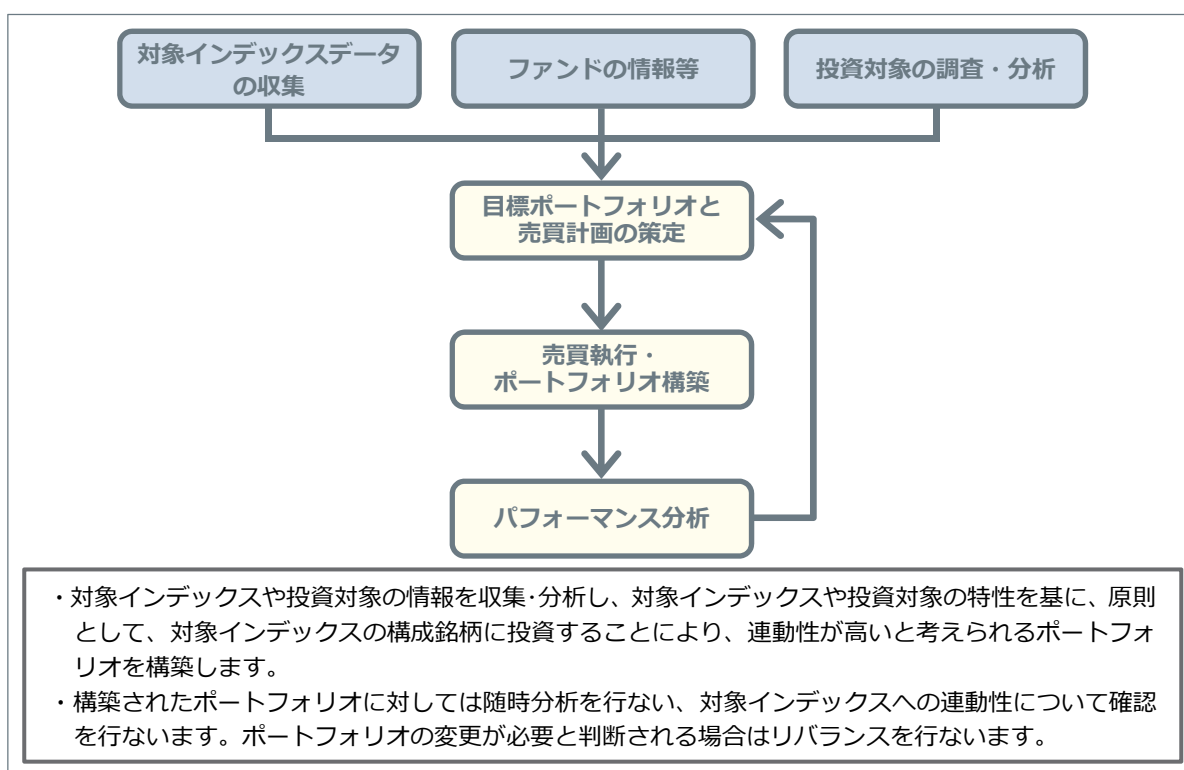 対象インデックスデータ
の収集
ファンドの情報等
投資対象の調査・分析
目標ポートフォリオと
売買計画の策定
売買執行・
ポートフォリオ構築
パフォーマンス分析
・対象インデックスや投資対象の情報を収集・分析し、対象インデックスや投資対象の特性を基に、原則
として、対象インデックスの構成銘柄に投資することにより、連動性が高いと考えられるポートフォ
リオを構築します。
・構築されたポートフォリオに対しては随時分析を行ない、対象インデックスへの連動性について確認
を行ないます。ポートフォリオの変更が必要と判断される場合はリバランスを行ないます。